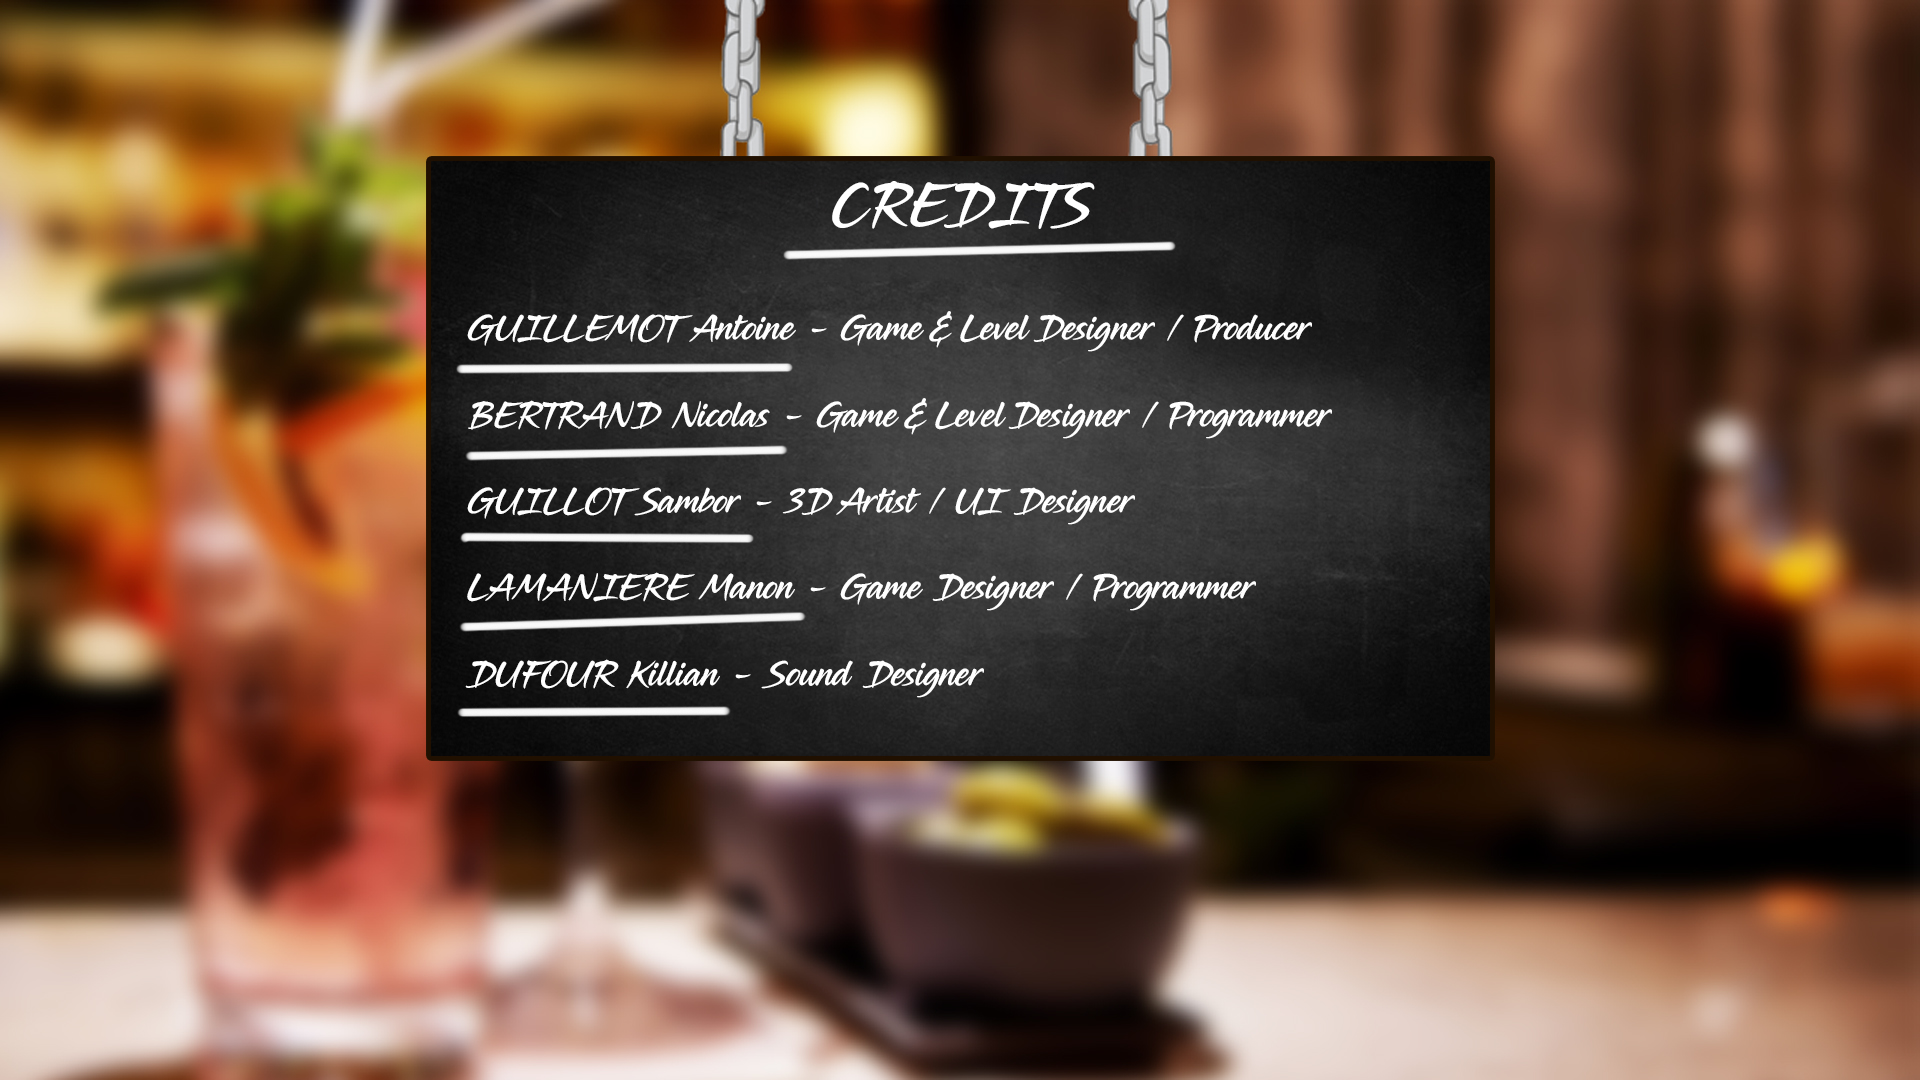 CREDITS
GUILLEMOT Antoine - Game & Level Designer / Producer
BERTRAND Nicolas - Game & Level Designer / Programmer
GUILLOT Sambor - 3D Artist / UI Designer
LAMANIERE Manon - Game Designer / Programmer
DUFOUR Killian - Sound Designer